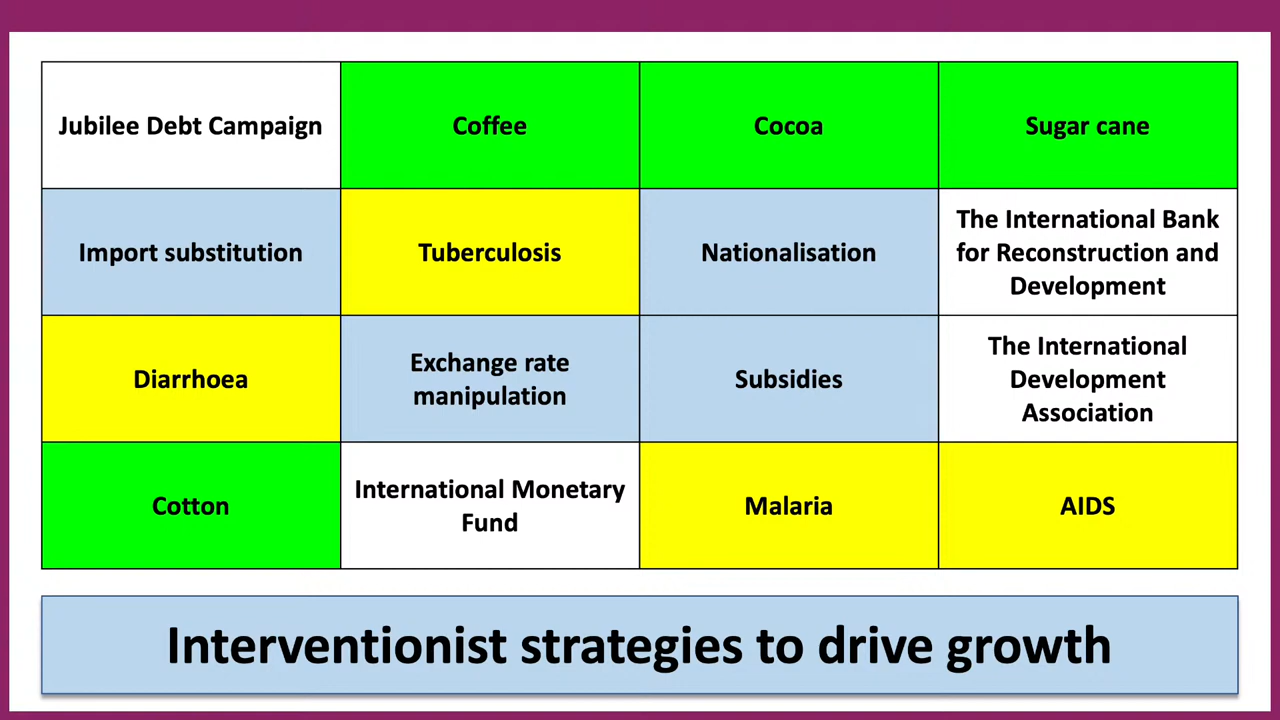 Jubilee Debt Campaign
Coffee
Cocoa
Sugar cane
Import substitution
Tuberculosis
Nationalisation
The International Bank
for Reconstruction and
Development
Diarrhoea
Exchange rate
manipulation
Subsidies
The International
Development
Association
Cotton
International Monetary
Fund
Malaria
AIDS
Interventionist strategies to drive growth